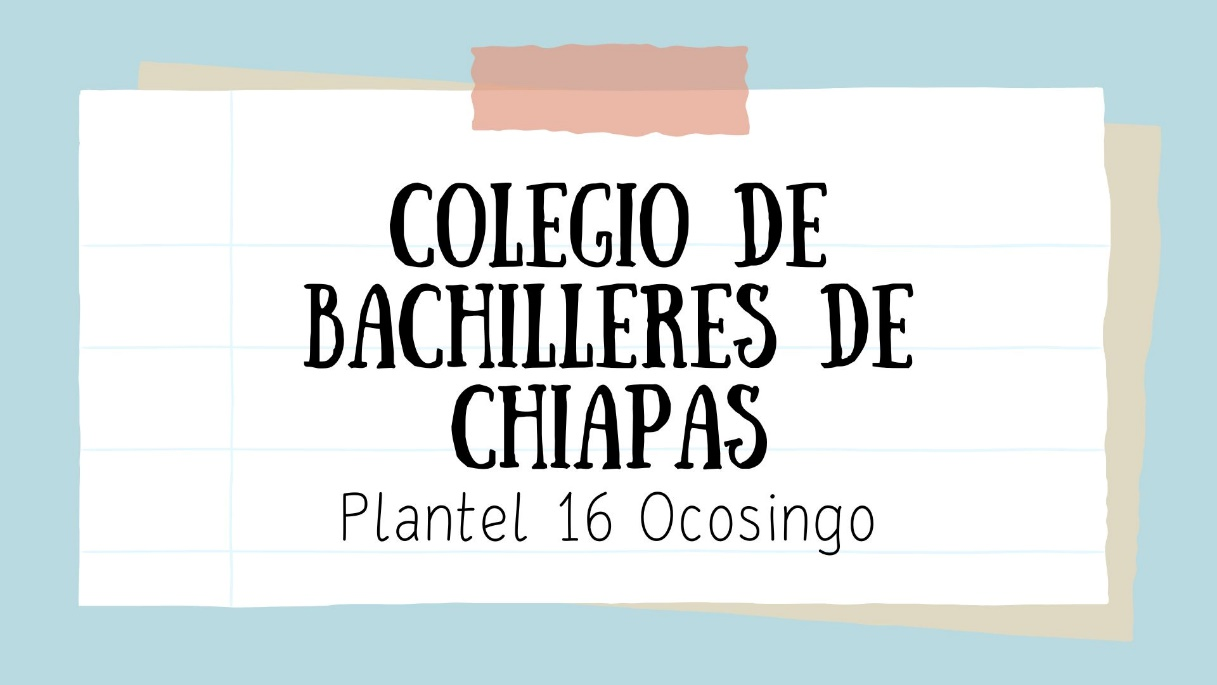 COLEGIO DE
BACHILLERES DE
CHIAPAS
Plantel 16 Ocosingo